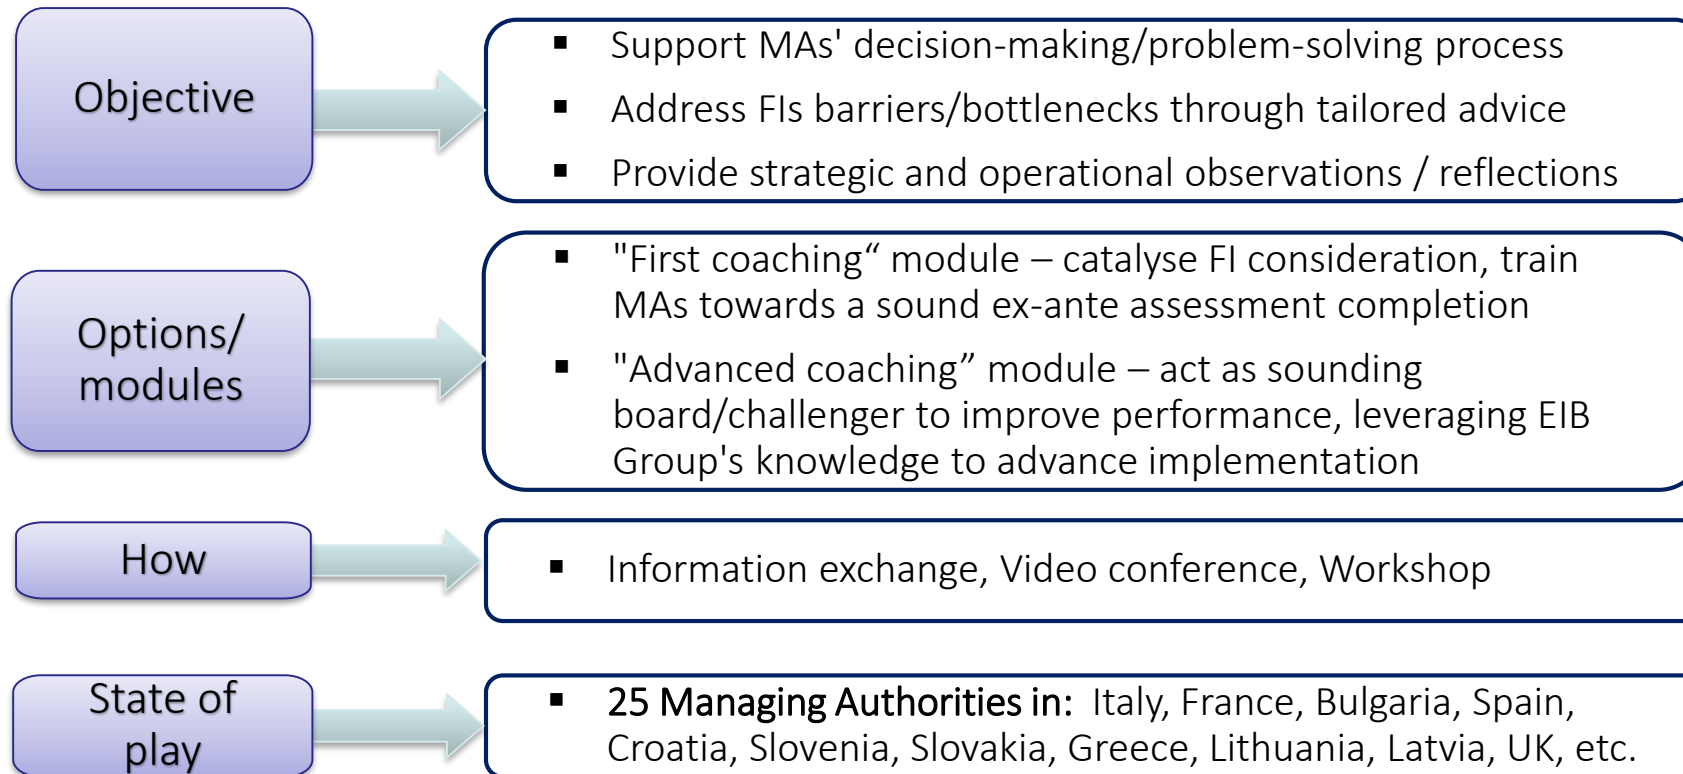 Objective
▪ Support MAs' decision-making/problem-solving process
▪ Address FIs barriers/bottlenecks through tailored advice
▪ Provide strategic and operational observations / reflections
Options/
modules
▪ "First coaching“ module – catalyse FI consideration, train
MAs towards a sound ex-ante assessment completion
▪ "Advanced coaching” module – act as sounding
board/challenger to improve performance, leveraging EIB
Group's knowledge to advance implementation
How
▪ Information exchange, Video conference, Workshop
State of
play
▪ 25 Managing Authorities in: Italy, France, Bulgaria, Spain,
Croatia, Slovenia, Slovakia, Greece, Lithuania, Latvia, UK, etc.